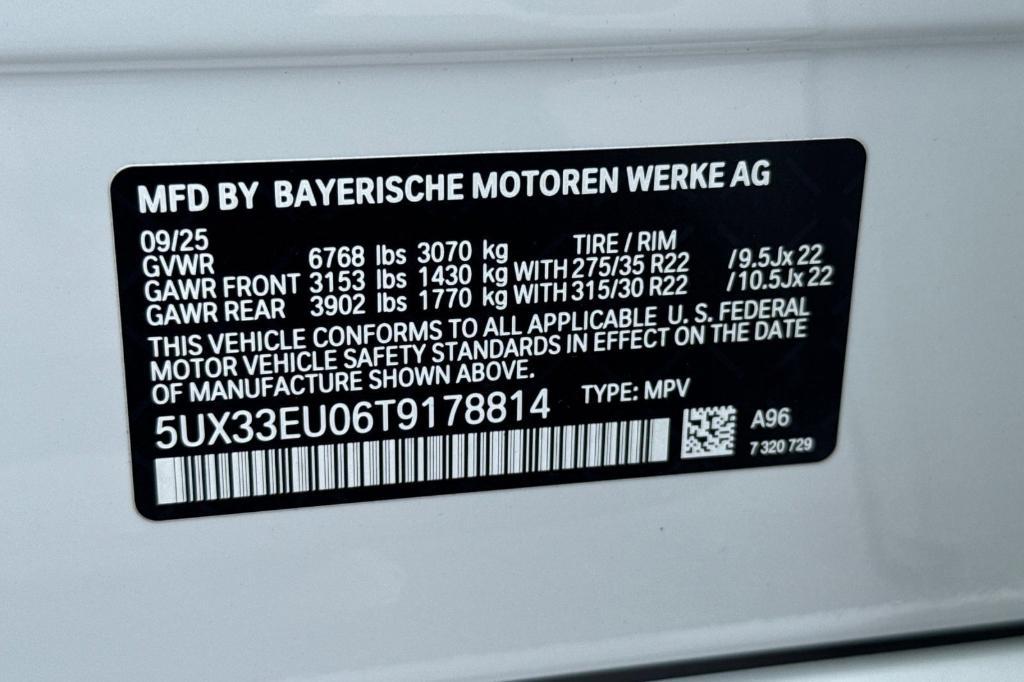 MFD BY BAYERISCHE MOTOREN WERKE AG
09/25
GVWR 6768 lbs 3070 kg TIRE / RIM
GAWR FRONT 3153 lbs 1430 kg WITH 275/35 R22 /9.5Jx 22
GAWR REAR 3902 lbs 1770 kg WITH 315/30 R22 /10.5Jx 22
THIS VEHICLE CONFORMS TO ALL APPLICABLE U. S. FEDERAL
MOTOR VEHICLE SAFETY STANDARDS IN EFFECT ON THE DATE
OF MANUFACTURE SHOWN ABOVE.
5UX33EU06T9178814 TYPE: MPV
A96
7 320 729